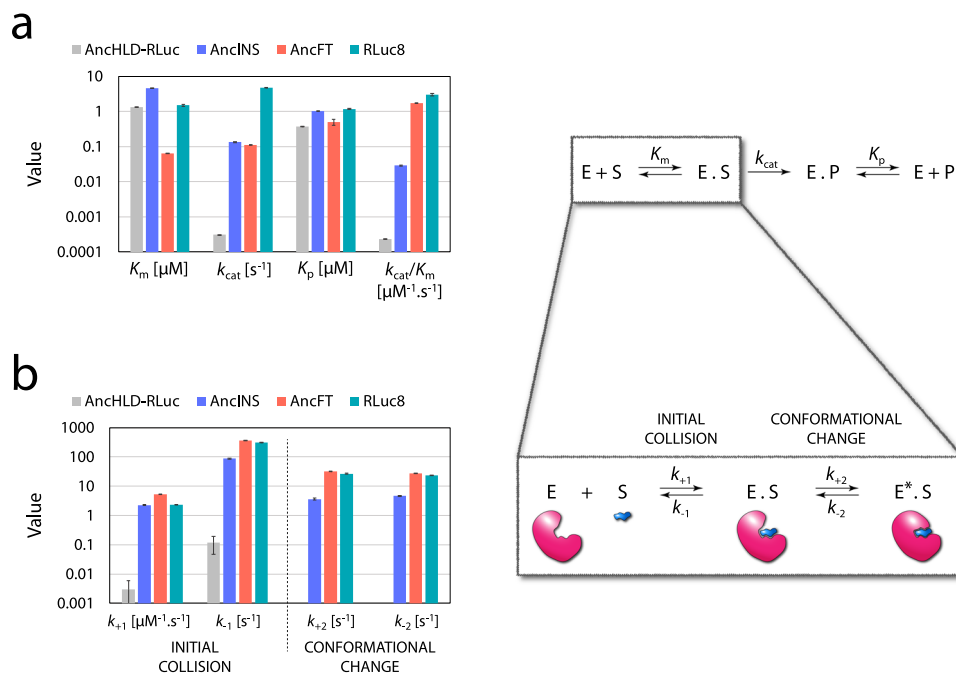 a
AncHLD-RLuc AncINS AncFT RLuc8
Value
10
1
0.1
0.01
0.001
0.0001
Km [µM] kcat [s-1] Kp [µM] kcat/Km
[µM-1.s-1]
b
AncHLD-RLuc AncINS AncFT RLuc8
Value
1000
100
10
1
0.1
0.01
0.001
k+1 [µM-1.s-1] k-1 [s-1] k+2 [s-1] k-2 [s-1]
INITIAL
COLLISION
CONFORMATIONAL
CHANGE
Km kcat Kp
E + S E . S E . P E + P
INITIAL
COLLISION
CONFORMATIONAL
CHANGE
k+1 k+2
E + S E . S E*. S
k-1 k-2